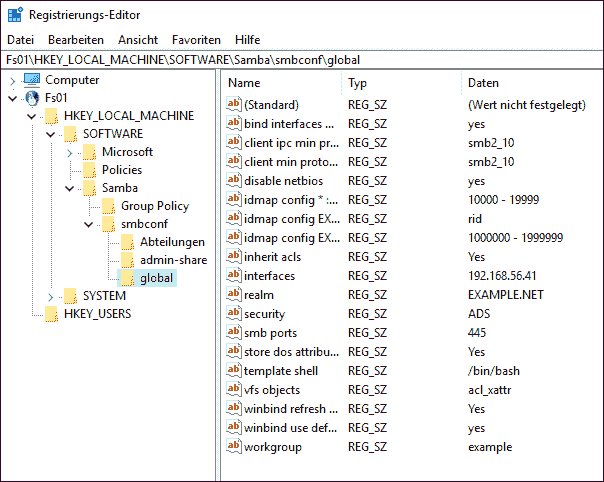 Registrierungs-Editor
Datei Bearbeiten Ansicht Favoriten Hilfe
Fs01\HKEY_LOCAL_MACHINE\SOFTWARE\Samba\smbconf\global
Computer
Fs01
HKEY_LOCAL_MACHINE
SOFTWARE
Microsoft
Policies
Samba
Group Policy
smbconf
Abteilungen
admin-share
global
SYSTEM
HKEY_USERS
Name Typ Daten
(Standard) REG_SZ (Wert nicht festgelegt)
bind interfaces ... REG_SZ yes
client ipc min pr... REG_SZ smb2_10
client min proto... REG_SZ smb2_10
disable netbios REG_SZ yes
idmap config * :... REG_SZ 10000 - 19999
idmap config EX... REG_SZ rid
idmap config EX... REG_SZ 1000000 - 1999999
inherit acls REG_SZ Yes
interfaces REG_SZ 192.168.56.41
realm REG_SZ EXAMPLE.NET
security REG_SZ ADS
smb ports REG_SZ 445
store dos attribu... REG_SZ Yes
template shell REG_SZ /bin/bash
vfs objects REG_SZ acl_xattr
winbind refresh ... REG_SZ Yes
winbind use def... REG_SZ yes
workgroup REG_SZ example